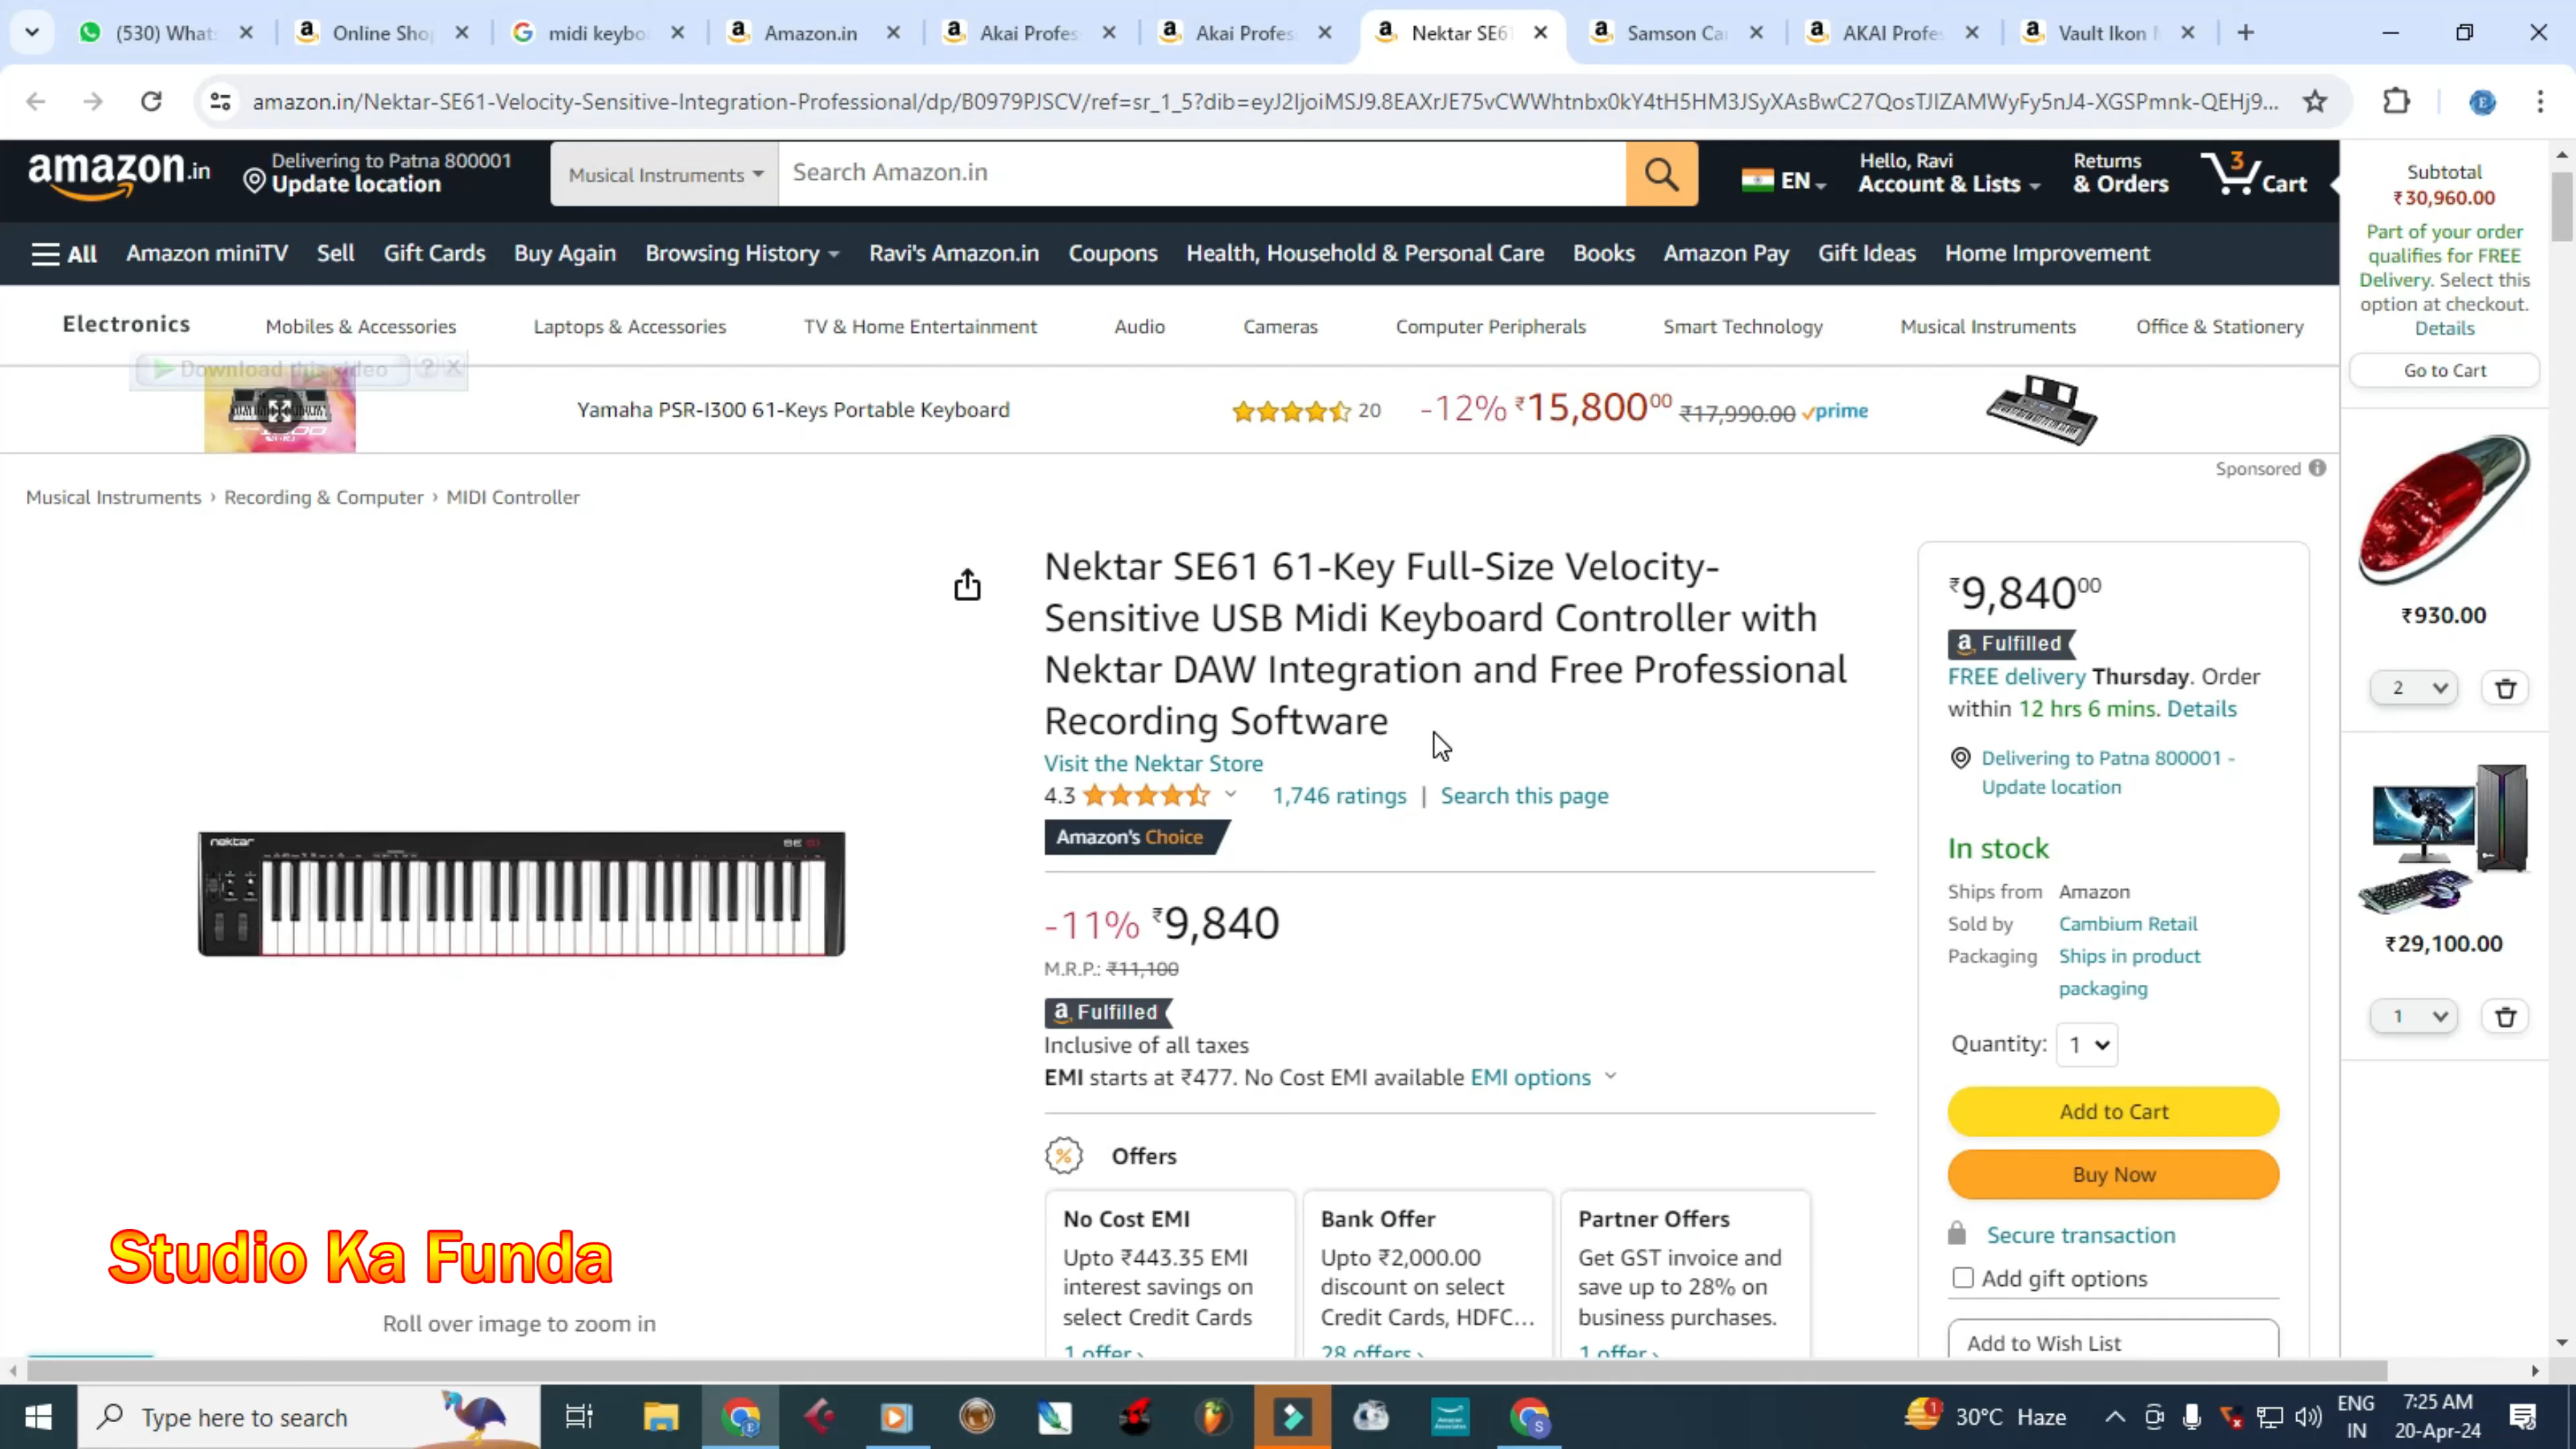 (530) What
Online Shop
midi keybo
Amazon.in
Akai Profes
Akai Profes
Nektar SE61
Samson Ca
AKAI Profe
Vault Ikon
amazon.in/Nektar-SE61-Velocity-Sensitive-Integration-Professional/dp/B0979PJSCV/ref=sr_1_5?dib=eyJ2IjoiMSJ9.8EAXrJE75vCWWhtnbx0kY4tH5HM3JSyXAsBwC27QosTJIZAMWyFy5nJ4-XGSPmnk-QEHj9...
amazon.in
Delivering to Patna 800001
Update location
Musical Instruments
Search Amazon.in
EN
Hello, Ravi
Account & Lists
Returns
& Orders
3
Cart
All
Amazon miniTV
Sell
Gift Cards
Buy Again
Browsing History
Ravi's Amazon.in
Coupons
Health, Household & Personal Care
Books
Amazon Pay
Gift Ideas
Home Improvement
Electronics
Mobiles & Accessories
Laptops & Accessories
TV & Home Entertainment
Audio
Cameras
Computer Peripherals
Smart Technology
Musical Instruments
Office & Stationery
Download this video
Yamaha PSR-I300 61-Keys Portable Keyboard
20
-12% ₹15,800.00 ₹17,990.00 prime
Sponsored
Musical Instruments › Recording & Computer › MIDI Controller
nektar
SE 61
Studio Ka Funda
Roll over image to zoom in
Nektar SE61 61-Key Full-Size Velocity-
Sensitive USB Midi Keyboard Controller with
Nektar DAW Integration and Free Professional
Recording Software
Visit the Nektar Store
4.3
1,746 ratings | Search this page
Amazon's Choice
-11% ₹9,840
M.R.P.: ₹11,100
a Fulfilled
Inclusive of all taxes
EMI starts at ₹477. No Cost EMI available EMI options
Offers
No Cost EMI
Upto ₹443.35 EMI
interest savings on
select Credit Cards
1 offer ›
Bank Offer
Upto ₹2,000.00
discount on select
Credit Cards, HDFC...
28 offers ›
Partner Offers
Get GST invoice and
save up to 28% on
business purchases.
1 offer ›
₹9,840.00
a Fulfilled
FREE delivery Thursday. Order
within 12 hrs 6 mins. Details
Delivering to Patna 800001 -
Update location
In stock
Ships from Amazon
Sold by Cambium Retail
Packaging Ships in product
packaging
Quantity: 1
Add to Cart
Buy Now
Secure transaction
Add gift options
Add to Wish List
Subtotal
₹30,960.00
Part of your order
qualifies for FREE
Delivery. Select this
option at checkout.
Details
Go to Cart
₹930.00
2
₹29,100.00
1
Type here to search
30°C Haze
ENG
IN
7:25 AM
20-Apr-24